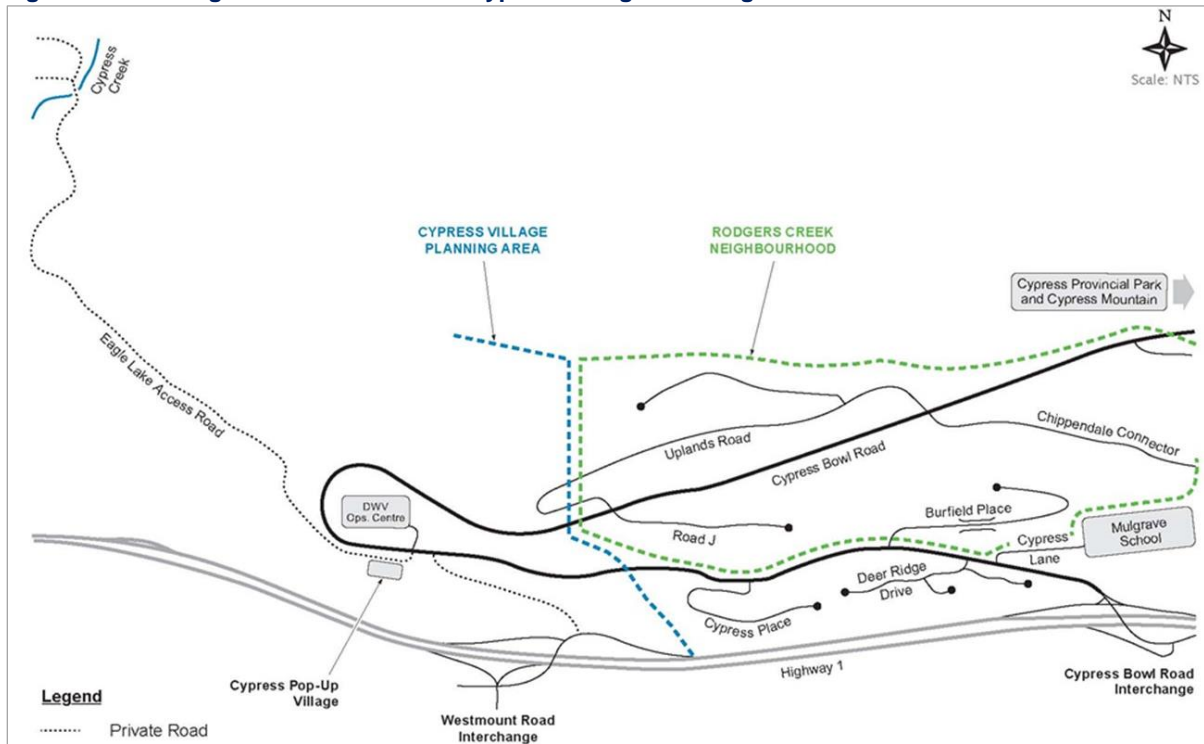 N
Scale: NTS
Cypress
Creek
CYPRESS VILLAGE
PLANNING AREA
RODGERS CREEK
NEIGHBOURHOOD
Cypress Provincial Park
and Cypress Mountain
Eagle Lake Access Road
Uplands Road
Cypress Bowl Road
Chippendale Connector
DWV
Ops. Centre
Road J
Burfield Place
Cypress
Lane
Mulgrave
School
Deer Ridge
Drive
Cypress Place
Highway 1
Cypress Pop-Up
Village
Westmount Road
Interchange
Cypress Bowl Road
Interchange
Legend
Private Road